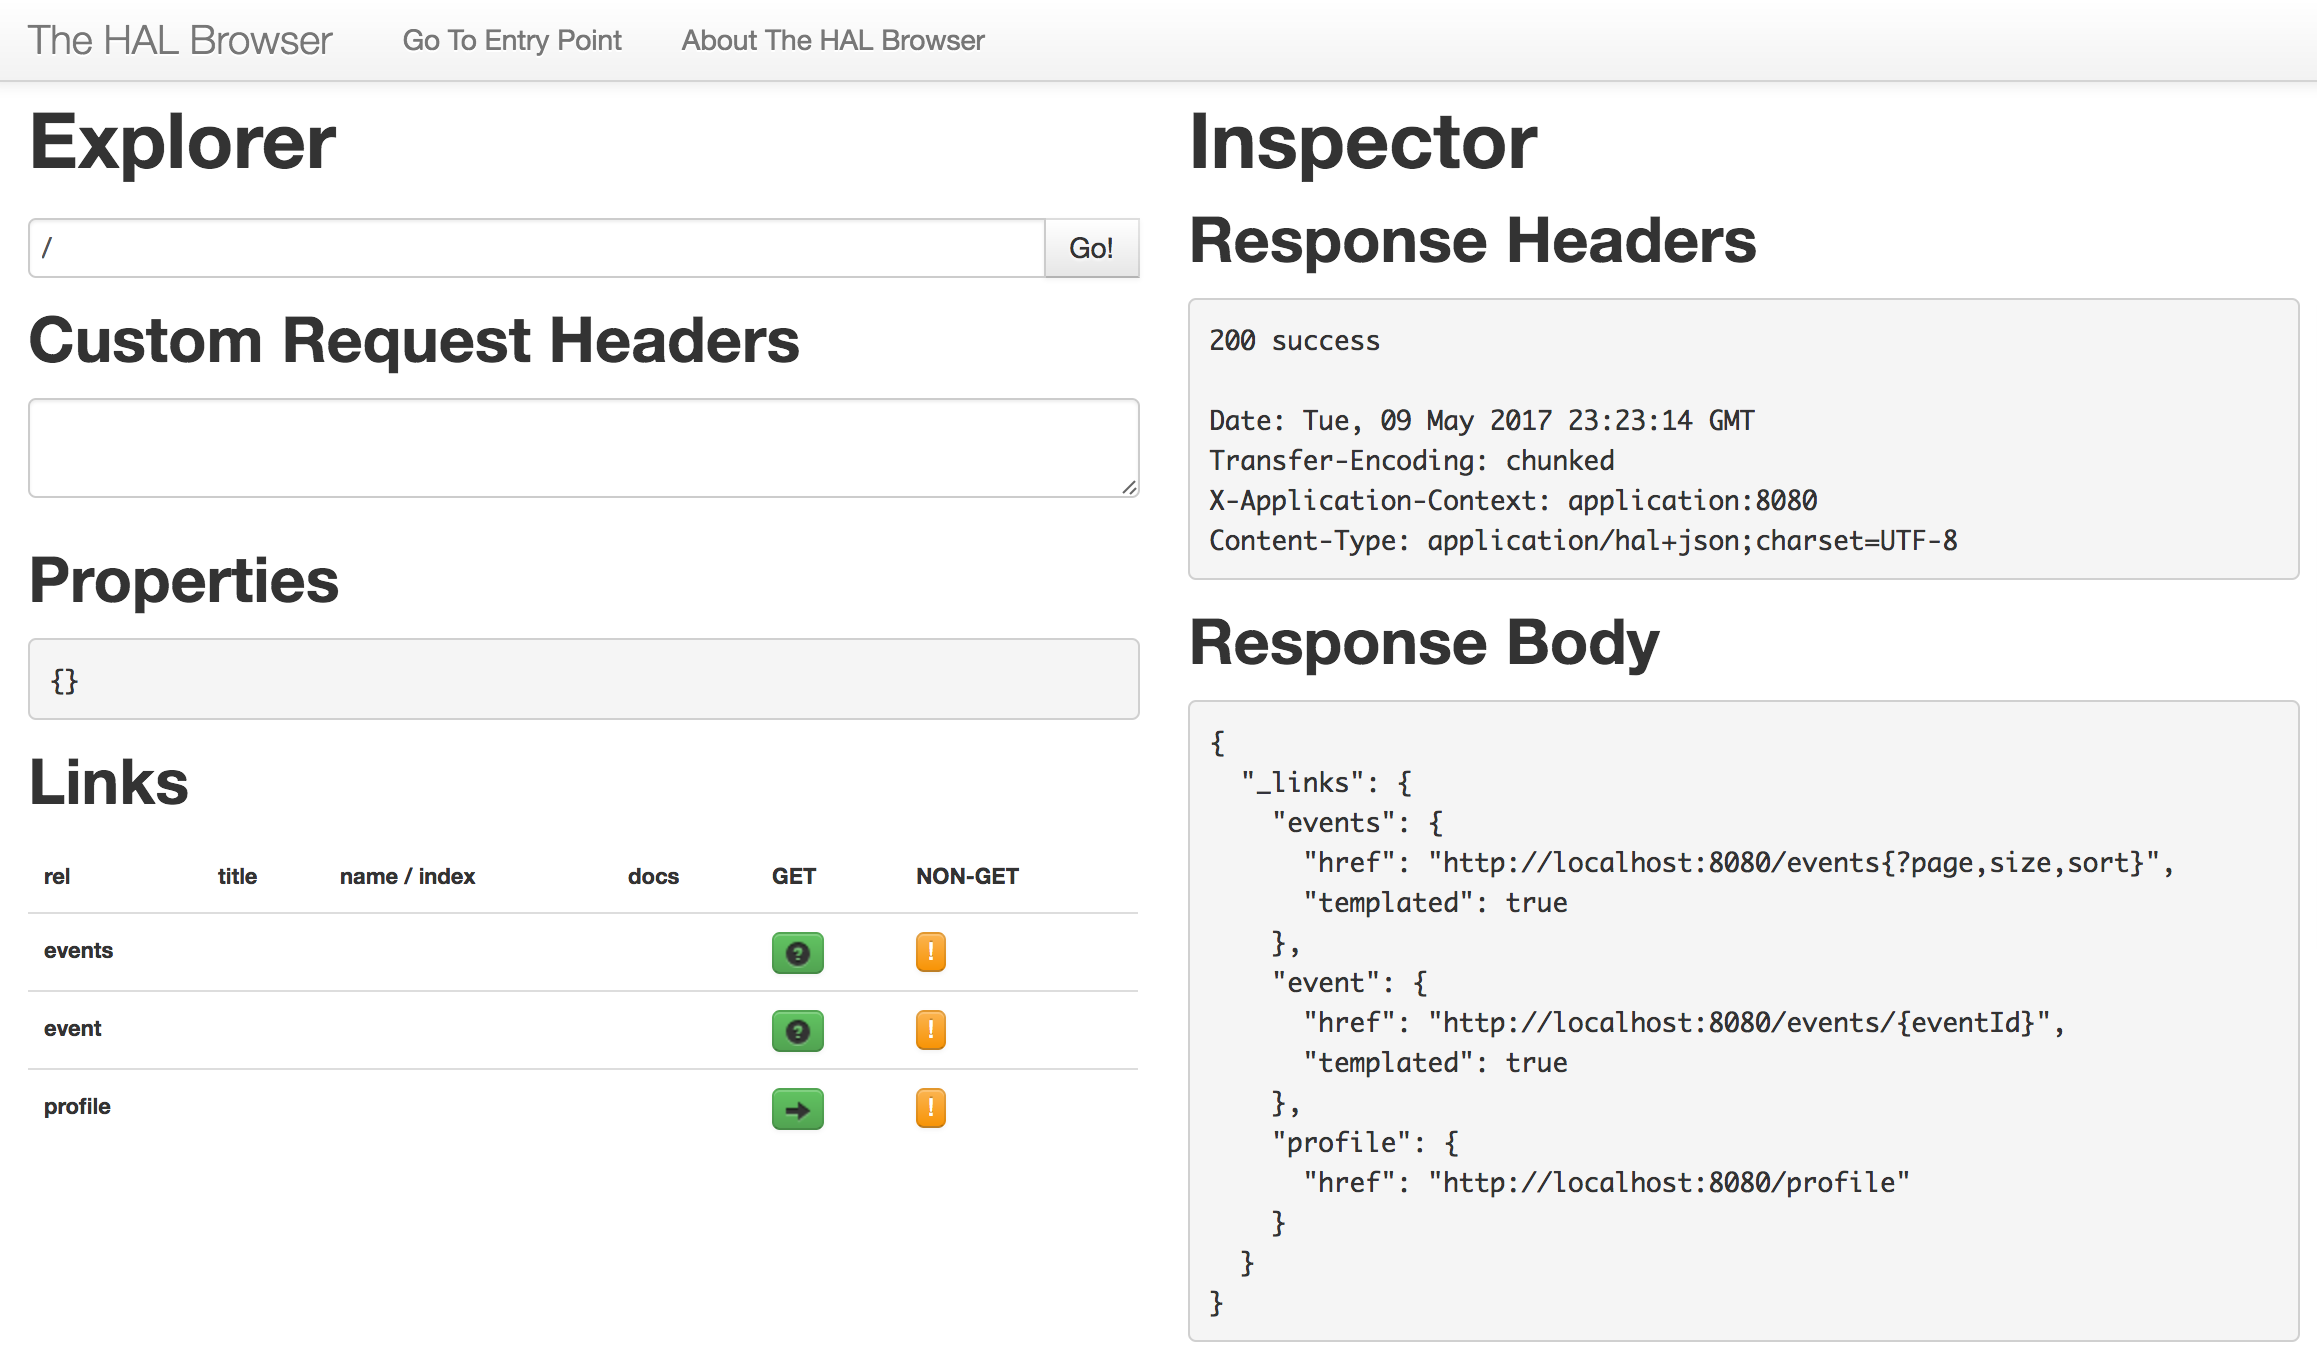 The HAL Browser Go To Entry Point About The HAL Browser
Explorer
/ Go!
Custom Request Headers
Properties
{}
Links
rel title name / index docs GET NON-GET
events ? !
event ? !
profile !
Inspector
Response Headers
200 success
Date: Tue, 09 May 2017 23:23:14 GMT
Transfer-Encoding: chunked
X-Application-Context: application:8080
Content-Type: application/hal+json;charset=UTF-8
Response Body
{
  "_links": {
    "events": {
      "href": "http://localhost:8080/events{?page,size,sort}",
      "templated": true
    },
    "event": {
      "href": "http://localhost:8080/events/{eventId}",
      "templated": true
    },
    "profile": {
      "href": "http://localhost:8080/profile"
    }
  }
}